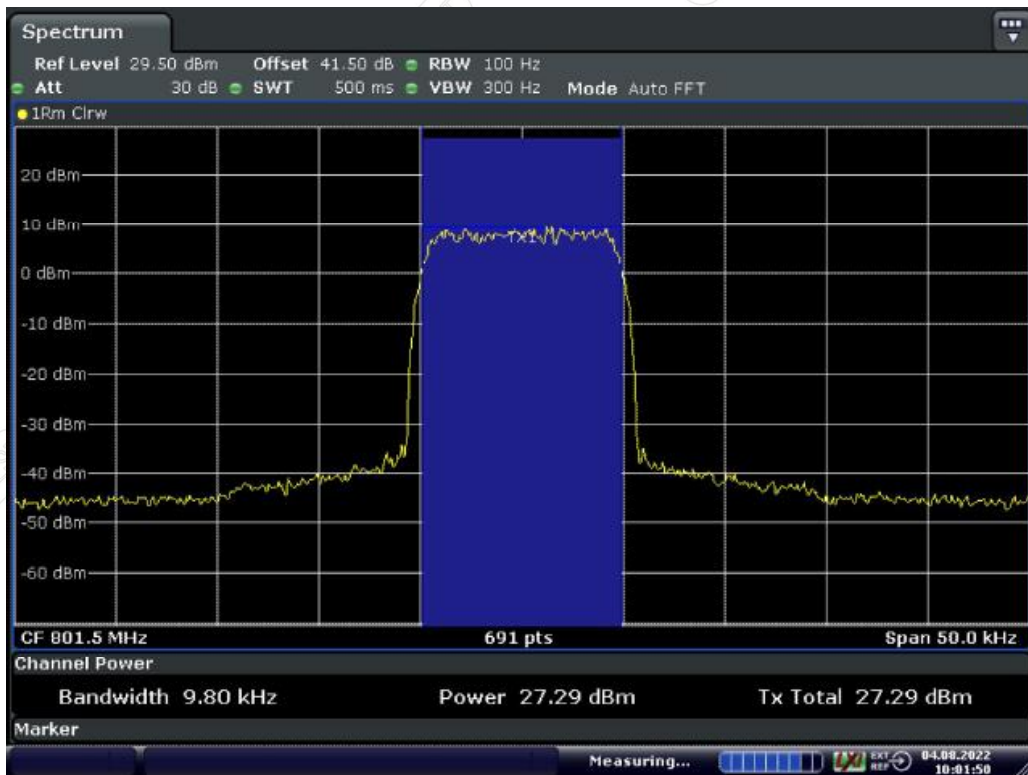 Spectrum
Ref Level 29.50 dBm Offset 41.50 dB RBW 100 Hz
Att 30 dB SWT 500 ms VBW 300 Hz Mode Auto FFT
1Rm Clrw
20 dBm
10 dBm
TX1
0 dBm
-10 dBm
-20 dBm
-30 dBm
-40 dBm
-50 dBm
-60 dBm
CF 801.5 MHz 691 pts Span 50.0 kHz
Channel Power
Bandwidth 9.80 kHz Power 27.29 dBm Tx Total 27.29 dBm
Marker
Measuring... LXI EXT REF 04.08.2022
10:01:50